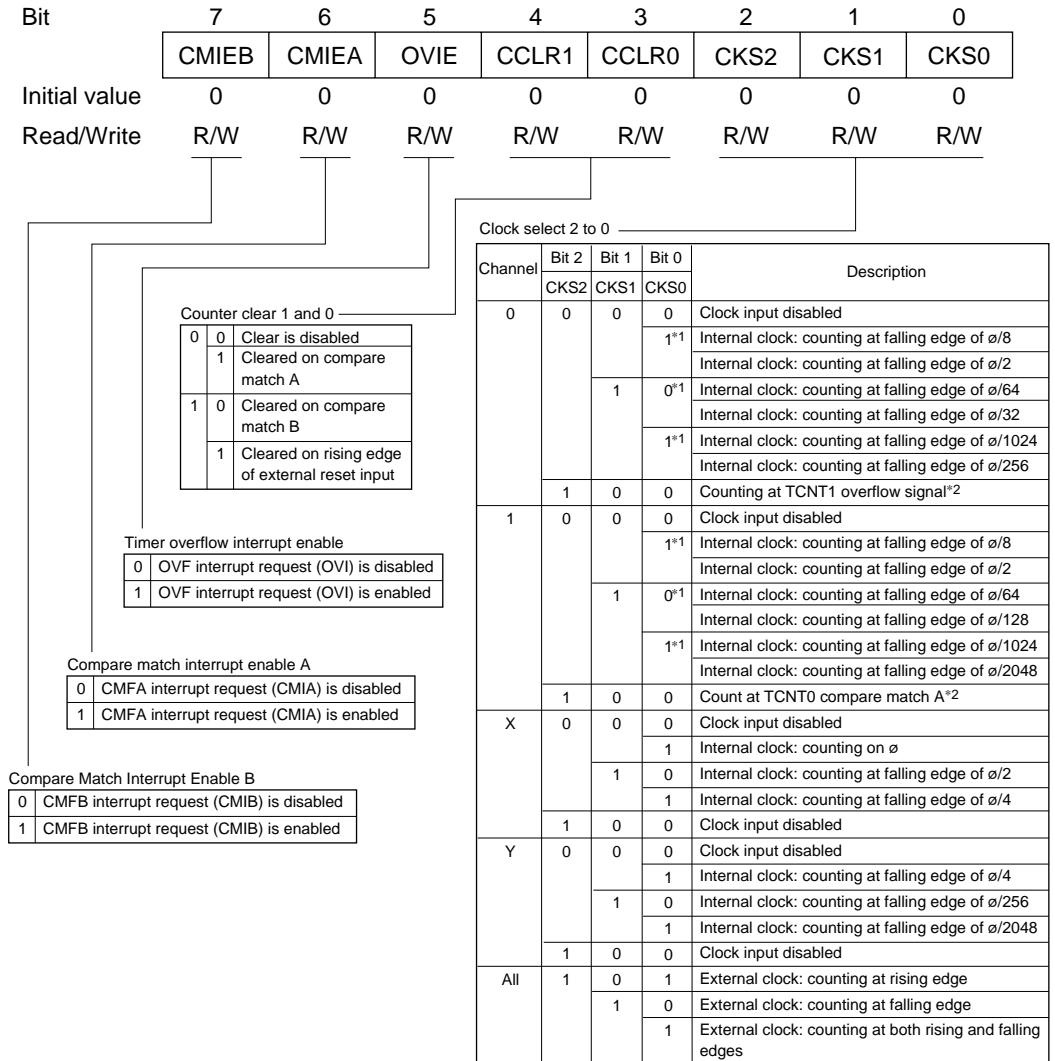 Bit 7 6 5 4 3 2 1 0
CMIEB CMIEA OVIE CCLR1 CCLR0 CKS2 CKS1 CKS0
Initial value 0 0 0 0 0 0 0 0
Read/Write R/W R/W R/W R/W R/W R/W R/W R/W
Counter clear 1 and 0
0 0 Clear is disabled
1 Cleared on compare
match A
1 0 Cleared on compare
match B
1 Cleared on rising edge
of external reset input
Timer overflow interrupt enable
0 OVF interrupt request (OVI) is disabled
1 OVF interrupt request (OVI) is enabled
Compare match interrupt enable A
0 CMFA interrupt request (CMIA) is disabled
1 CMFA interrupt request (CMIA) is enabled
Compare Match Interrupt Enable B
0 CMFB interrupt request (CMIB) is disabled
1 CMFB interrupt request (CMIB) is enabled
Clock select 2 to 0
Channel Bit 2 Bit 1 Bit 0 Description
CKS2 CKS1 CKS0
0 0 0 0 Clock input disabled
1*1 Internal clock: counting at falling edge of ø/8
Internal clock: counting at falling edge of ø/2
1 0*1 Internal clock: counting at falling edge of ø/64
Internal clock: counting at falling edge of ø/32
1*1 Internal clock: counting at falling edge of ø/1024
Internal clock: counting at falling edge of ø/256
1 0 0 Counting at TCNT1 overflow signal*2
1 0 0 0 Clock input disabled
1*1 Internal clock: counting at falling edge of ø/8
Internal clock: counting at falling edge of ø/2
1 0*1 Internal clock: counting at falling edge of ø/64
Internal clock: counting at falling edge of ø/128
1*1 Internal clock: counting at falling edge of ø/1024
Internal clock: counting at falling edge of ø/2048
1 0 0 Count at TCNT0 compare match A*2
X 0 0 0 Clock input disabled
1 Internal clock: counting on ø
1 0 Internal clock: counting at falling edge of ø/2
1 Internal clock: counting at falling edge of ø/4
1 0 0 Clock input disabled
Y 0 0 0 Clock input disabled
1 Internal clock: counting at falling edge of ø/4
1 0 Internal clock: counting at falling edge of ø/256
1 Internal clock: counting at falling edge of ø/2048
1 0 0 Clock input disabled
All 1 0 1 External clock: counting at rising edge
1 0 External clock: counting at falling edge
1 External clock: counting at both rising and falling
edges